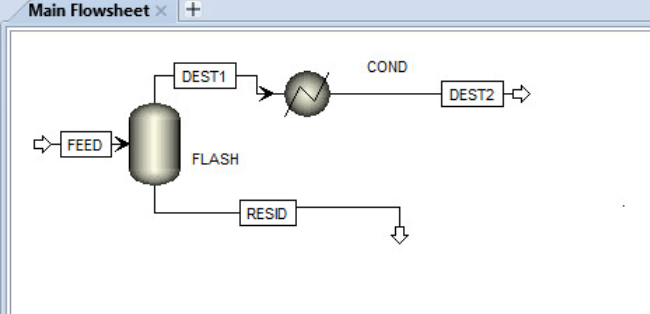 Main Flowsheet
COND
DEST1
DEST2
FEED
FLASH
RESID